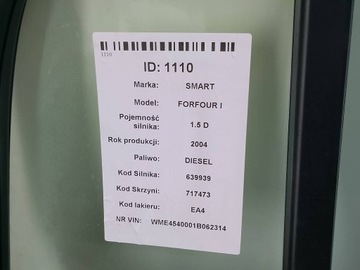 1110
ID: 1110
Marka: SMART
Model: FORFOUR I
Pojemność silnika: 1.5 D
Rok produkcji: 2004
Paliwo: DIESEL
Kod Silnika: 639939
Kod Skrzyni: 717473
Kod lakieru: EA4
NR VIN: WME4540001B062314